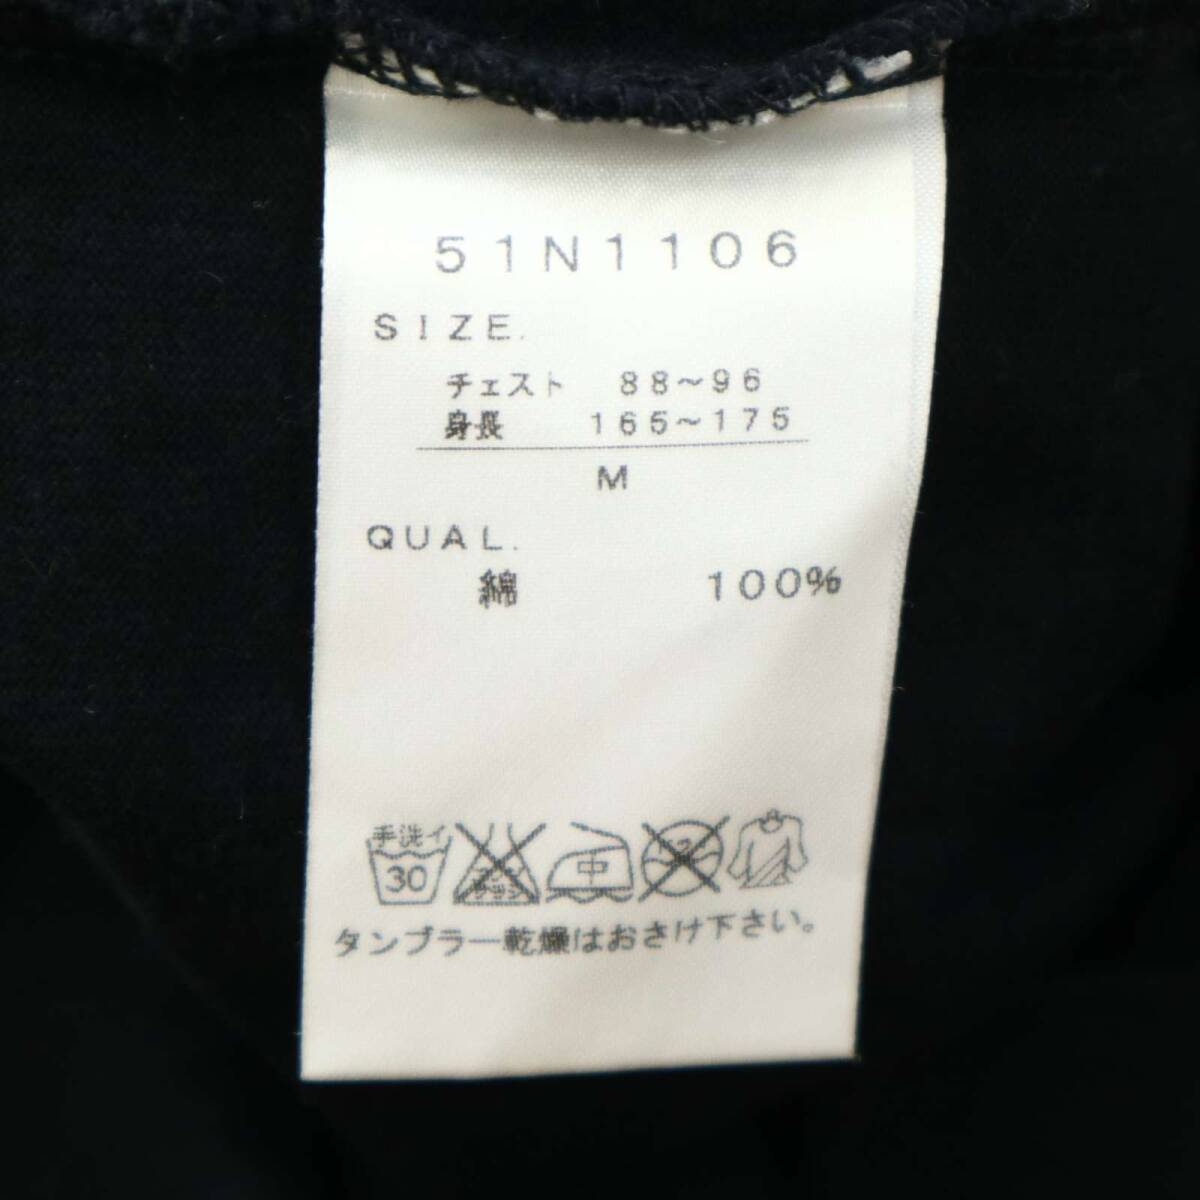 51N1106
SIZE.
チェスト 88〜96
身長 165〜175
M
QUAL.
綿 100%
手洗イ
30
中
タンブラー乾燥はおさけ下さい。